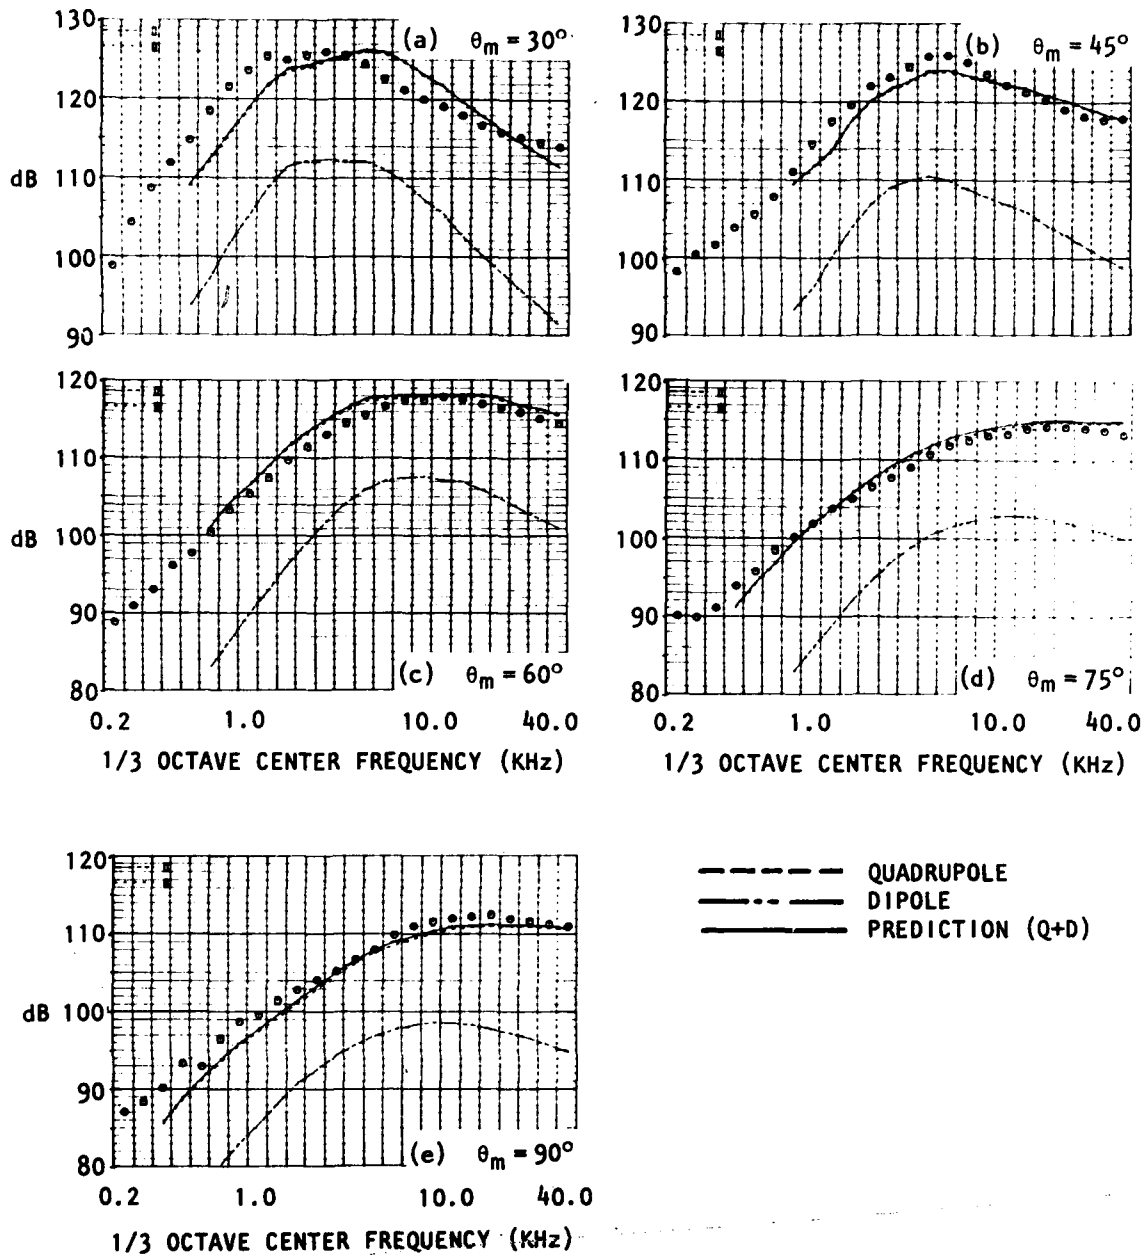 130
120
110
100
90
dB
(a) θm = 30°
130
120
110
100
90
(b) θm = 45°
120
110
100
90
80
dB
(c) θm = 60°
0.2 1.0 10.0 40.0
1/3 OCTAVE CENTER FREQUENCY (KHz)
120
110
100
90
80
(d) θm = 75°
0.2 1.0 10.0 40.0
1/3 OCTAVE CENTER FREQUENCY (KHz)
120
110
100
90
80
dB
(e) θm = 90°
0.2 1.0 10.0 40.0
1/3 OCTAVE CENTER FREQUENCY (KHz)
QUADRUPOLE
DIPOLE
PREDICTION (Q+D)